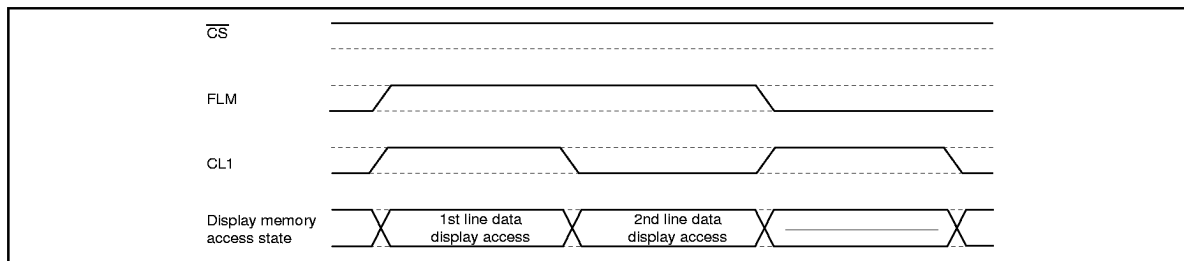 CS
FLM
CL1
Display memory
access state
1st line data
display access
2nd line data
display access